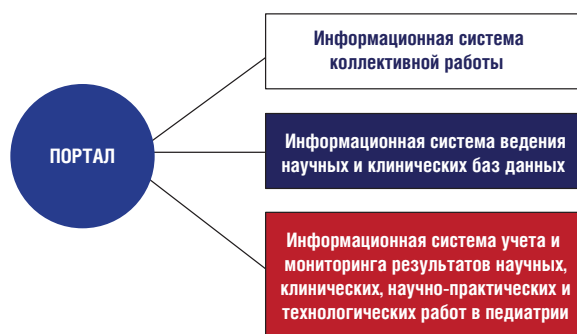 Информационная система
коллективной работы
ПОРТАЛ
Информационная система ведения
научных и клинических баз данных
Информационная система учета и
мониторинга результатов научных,
клинических, научно-практических и
технологических работ в педиатрии